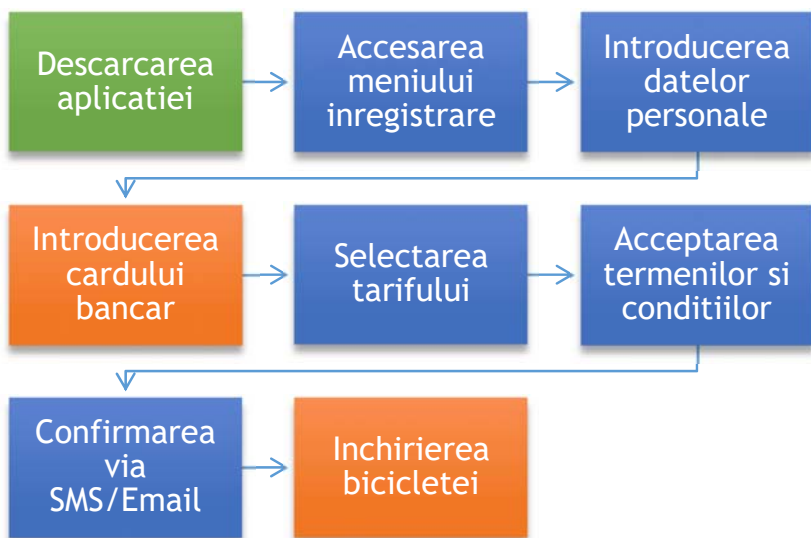 Descarcarea
aplicatiei
Accesarea
meniului
inregistrare
Introducerea
datelor
personale
Introducerea
cardului
bancar
Selectarea
tarifului
Acceptarea
termenilor si
conditiilor
Confirmarea
via
SMS/Email
Inchirierea
bicicletei